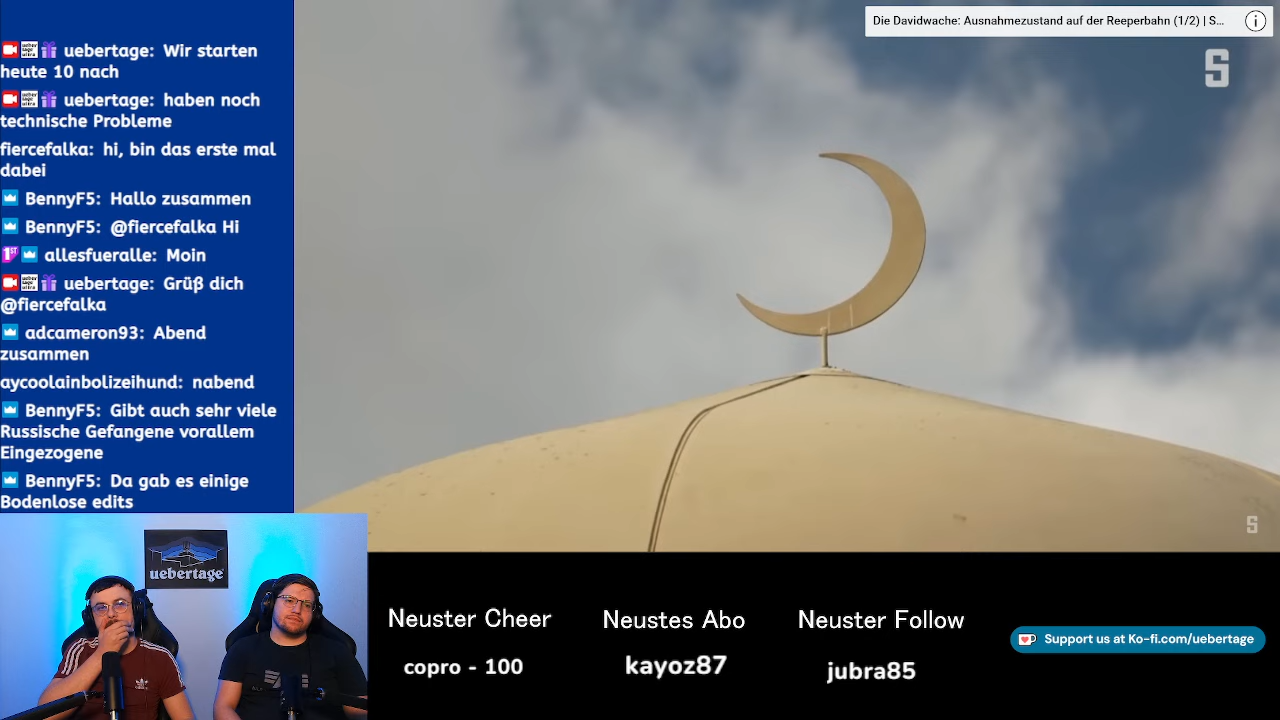 uebertage: Wir starten
heute 10 nach
uebertage: haben noch
technische Probleme
fiercefalka: hi, bin das erste mal
dabei
BennyF5: Hallo zusammen
BennyF5: @fiercefalka Hi
1ST allesfueralle: Moin
uebertage: Grüß dich
@fiercefalka
adcameron93: Abend
zusammen
aycoolainbolizeihund: nabend
BennyF5: Gibt auch sehr viele
Russische Gefangene vorallem
Eingezogene
BennyF5: Da gab es einige
Bodenlose edits
Die Davidwache: Ausnahmezustand auf der Reeperbahn (1/2) | S...
S
S
uebertage
adidas
Neuster Cheer
copro - 100
Neustes Abo
kayoz87
Neuster Follow
jubra85
Support us at Ko-fi.com/uebertage